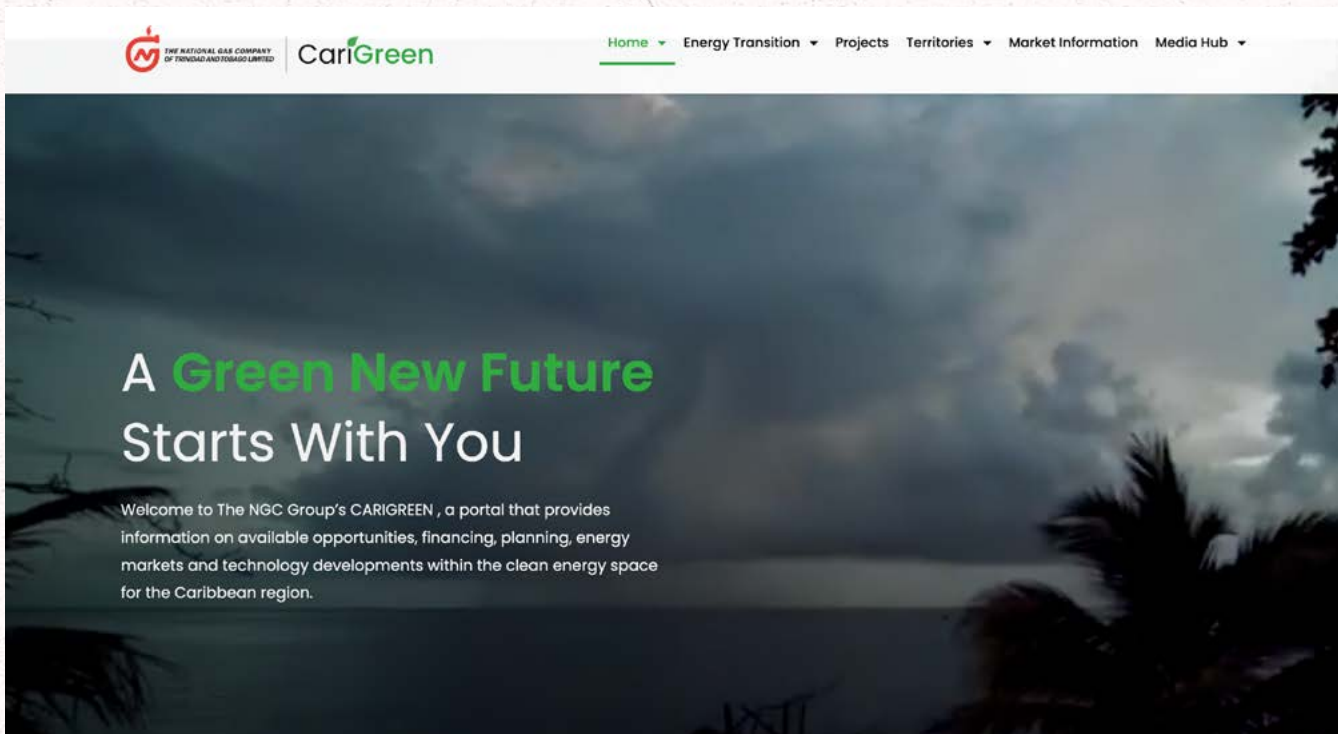 THE NATIONAL GAS COMPANY
OF TRINIDAD AND TOBAGO LIMITED
CariGreen
Home Energy Transition Projects Territories Market Information Media Hub
A Green New Future
Starts With You
Welcome to The NGC Group's CARIGREEN , a portal that provides
information on available opportunities, financing, planning, energy
markets and technology developments within the clean energy space
for the Caribbean region.